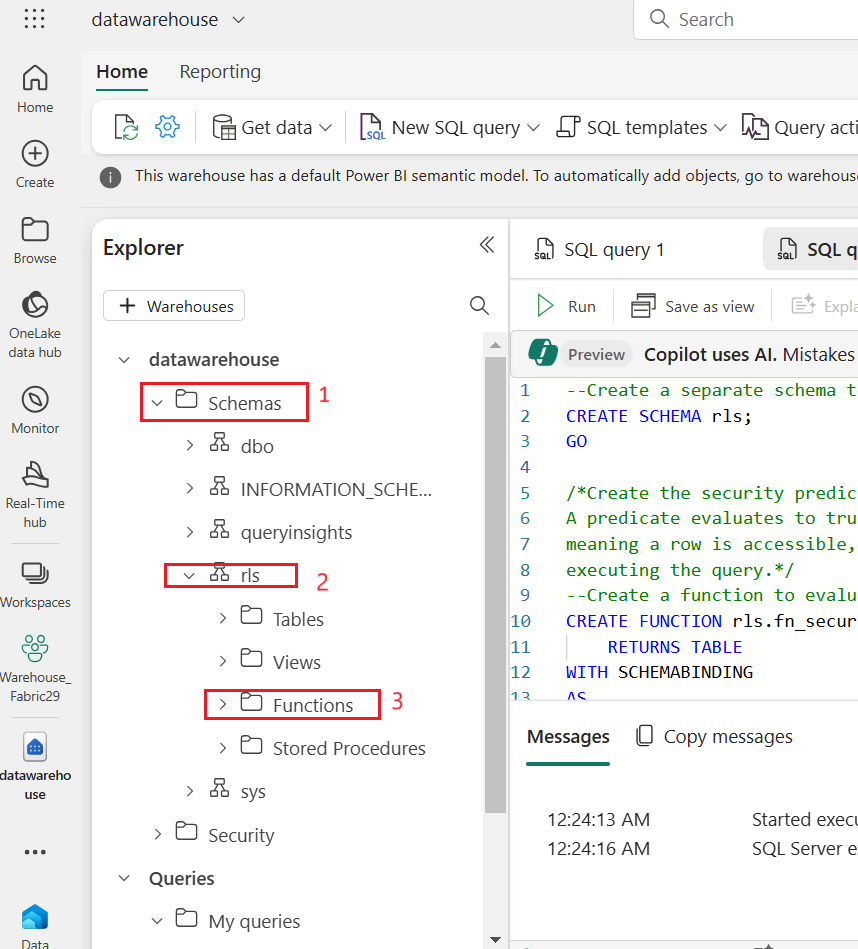 datawarehouse
Search
Home
Reporting
Get data
New SQL query
SQL templates
Query acti
This warehouse has a default Power BI semantic model. To automatically add objects, go to warehouse
Home
Create
Browse
OneLake
data hub
Monitor
Real-Time
hub
Workspaces
Warehouse_
Fabric29
datawareho
use
Data
Explorer
Warehouses
datawarehouse
Schemas 1
dbo
INFORMATION_SCHE...
queryinsights
rls 2
Tables
Views
Functions 3
Stored Procedures
sys
Security
Queries
My queries
SQL query 1
SQL q
Run
Save as view
Expla
Preview Copilot uses AI. Mistakes
1 --Create a separate schema t
2 CREATE SCHEMA rls;
3 GO
4
5 /*Create the security predic
6 A predicate evaluates to tru
7 meaning a row is accessible,
8 executing the query.*/
9 --Create a function to evalu
10 CREATE FUNCTION rls.fn_secur
11 RETURNS TABLE
12 WITH SCHEMABINDING
13 AS
Messages
Copy messages
12:24:13 AM Started execu
12:24:16 AM SQL Server e